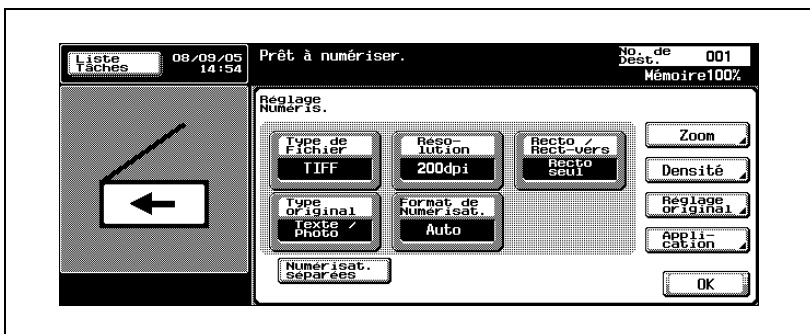 Liste
Tâches
08/09/05
14:54
Prêt à numériser.
No. de
Dest.
001
Mémoire100%
Réglage
Numéris.
Type de
Fichier
TIFF
Réso-
lution
200dpi
Recto /
Rect-vers
Recto
seul
Zoom
Densité
Type
original
Texte /
Photo
Format de
Numérisat.
Auto
Réglage
original
Appli-
cation
Numérisat.
séparées
OK